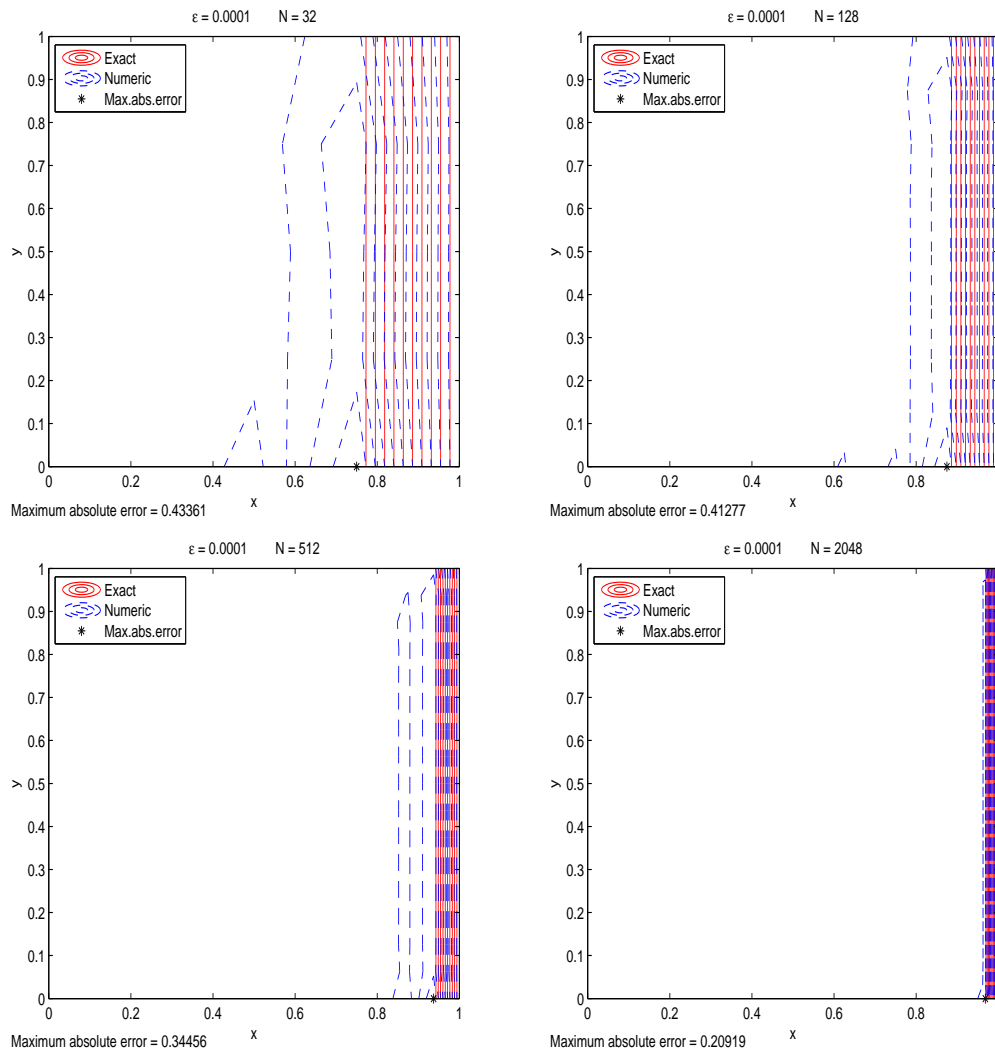 ε = 0.0001 N = 32
1
0.9
0.8
0.7
0.6
0.5
0.4
0.3
0.2
0.1
0
y
Exact
Numeric
Max.abs.error
0 0.2 0.4 0.6 0.8 1
x
Maximum absolute error = 0.43361
ε = 0.0001 N = 128
1
0.9
0.8
0.7
0.6
0.5
0.4
0.3
0.2
0.1
0
y
Exact
Numeric
Max.abs.error
0 0.2 0.4 0.6 0.8
x
Maximum absolute error = 0.41277
ε = 0.0001 N = 512
1
0.9
0.8
0.7
0.6
0.5
0.4
0.3
0.2
0.1
0
y
Exact
Numeric
Max.abs.error
0 0.2 0.4 0.6 0.8 1
x
Maximum absolute error = 0.34456
ε = 0.0001 N = 2048
1
0.9
0.8
0.7
0.6
0.5
0.4
0.3
0.2
0.1
0
y
Exact
Numeric
Max.abs.error
0 0.2 0.4 0.6 0.8
x
Maximum absolute error = 0.20919